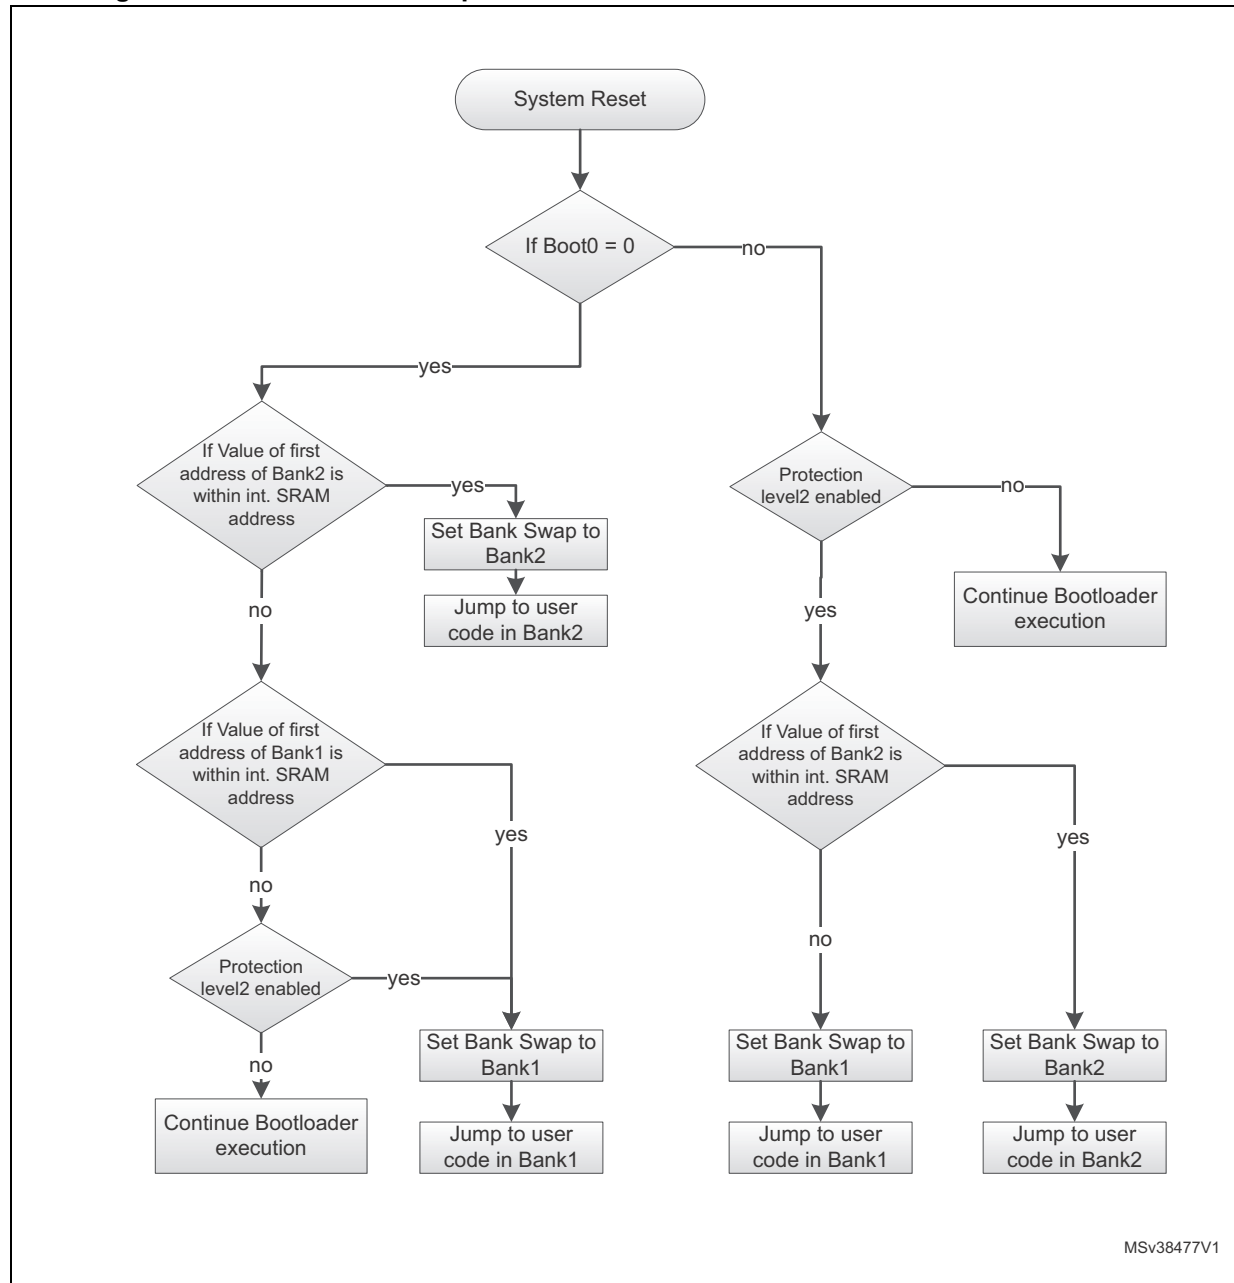 System Reset
If Boot0 = 0
no
yes
If Value of first
address of Bank2 is
within int. SRAM
address
yes
Set Bank Swap to
Bank2
Jump to user
code in Bank2
no
Protection
level2 enabled
no
Continue Bootloader
execution
yes
If Value of first
address of Bank1 is
within int. SRAM
address
yes
no
Protection
level2 enabled
yes
no
Continue Bootloader
execution
Set Bank Swap to
Bank1
Jump to user
code in Bank1
If Value of first
address of Bank2 is
within int. SRAM
address
yes
no
Set Bank Swap to
Bank1
Jump to user
code in Bank1
Set Bank Swap to
Bank2
Jump to user
code in Bank2
MSv38477V1